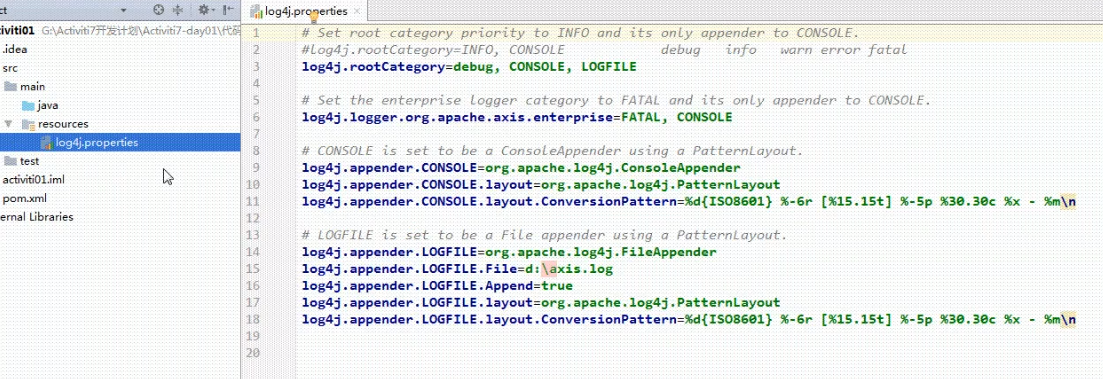 ct
log4j.properties ×
ctiviti01 G:\Activiti7开发计划\Activiti7-day01\代码
.idea
src
main
java
resources
log4j.properties
test
activiti01.iml
pom.xml
ernal Libraries
1 # Set root category priority to INFO and its only appender to CONSOLE.
2 #log4j.rootCategory=INFO, CONSOLE debug info warn error fatal
3 log4j.rootCategory=debug, CONSOLE, LOGFILE
4
5 # Set the enterprise logger category to FATAL and its only appender to CONSOLE.
6 log4j.logger.org.apache.axis.enterprise=FATAL, CONSOLE
7
8 # CONSOLE is set to be a ConsoleAppender using a PatternLayout.
9 log4j.appender.CONSOLE=org.apache.log4j.ConsoleAppender
10 log4j.appender.CONSOLE.layout=org.apache.log4j.PatternLayout
11 log4j.appender.CONSOLE.layout.ConversionPattern=%d{ISO8601} %-6r [%15.15t] %-5p %30.30c %x - %m\n
12
13 # LOGFILE is set to be a File appender using a PatternLayout.
14 log4j.appender.LOGFILE=org.apache.log4j.FileAppender
15 log4j.appender.LOGFILE.File=d:\axis.log
16 log4j.appender.LOGFILE.Append=true
17 log4j.appender.LOGFILE.layout=org.apache.log4j.PatternLayout
18 log4j.appender.LOGFILE.layout.ConversionPattern=%d{ISO8601} %-6r [%15.15t] %-5p %30.30c %x - %m\n
19
20